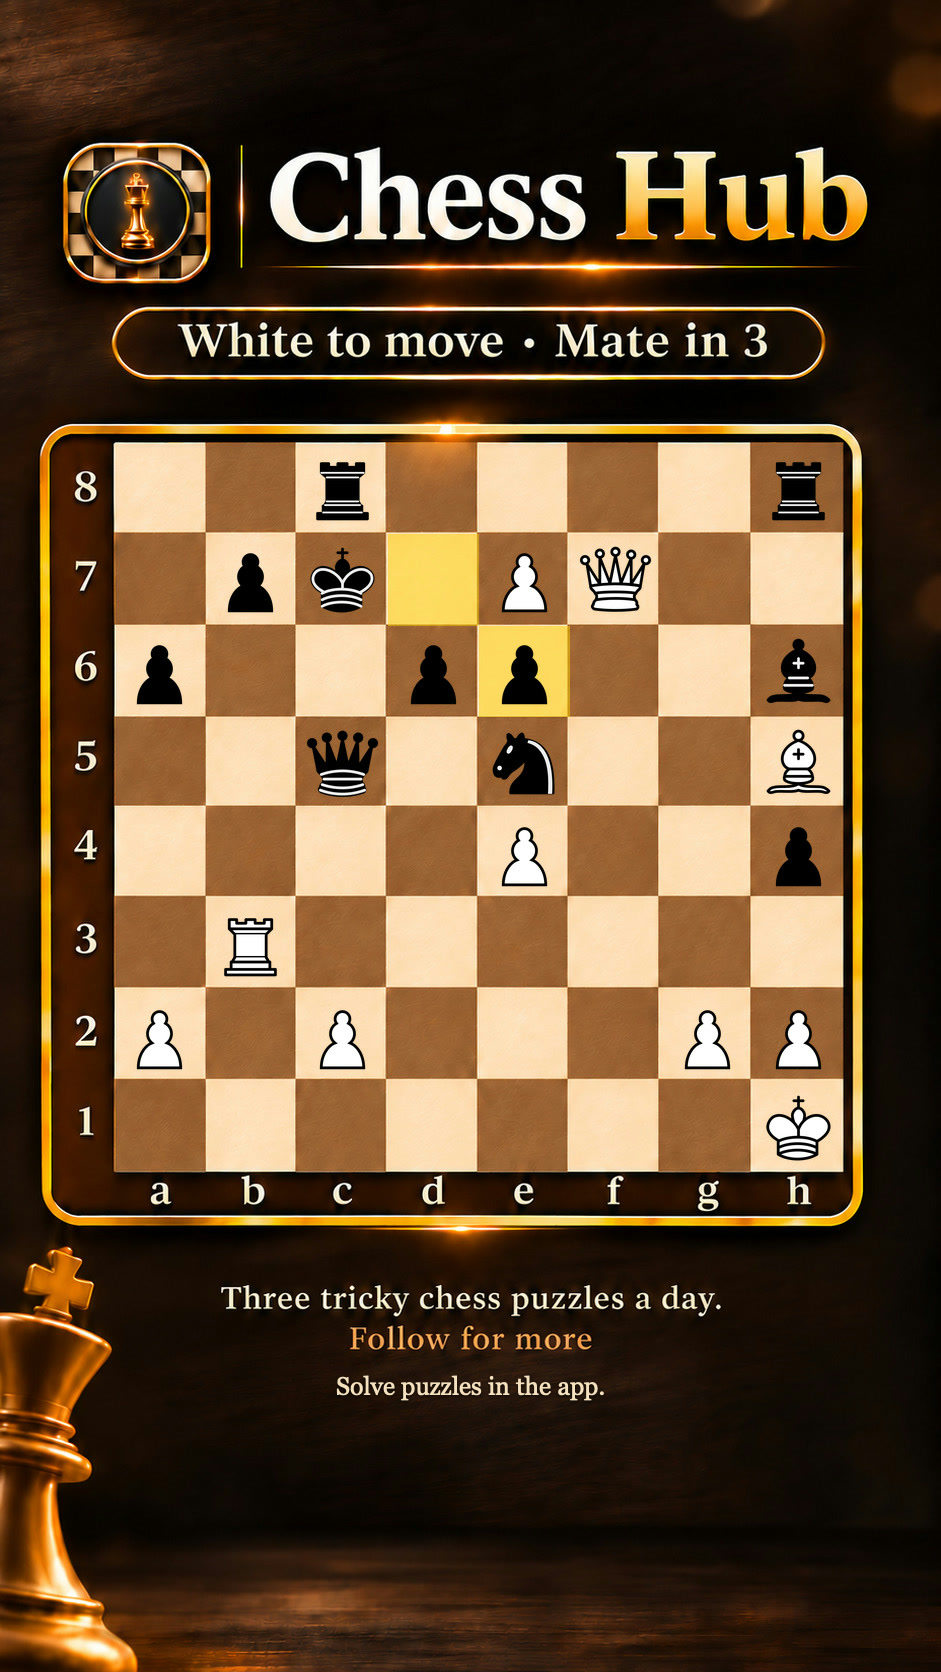 Chess Hub
White to move • Mate in 3
8
7
6
5
4
3
2
1
a b c d e f g h
Three tricky chess puzzles a day.
Follow for more
Solve puzzles in the app.